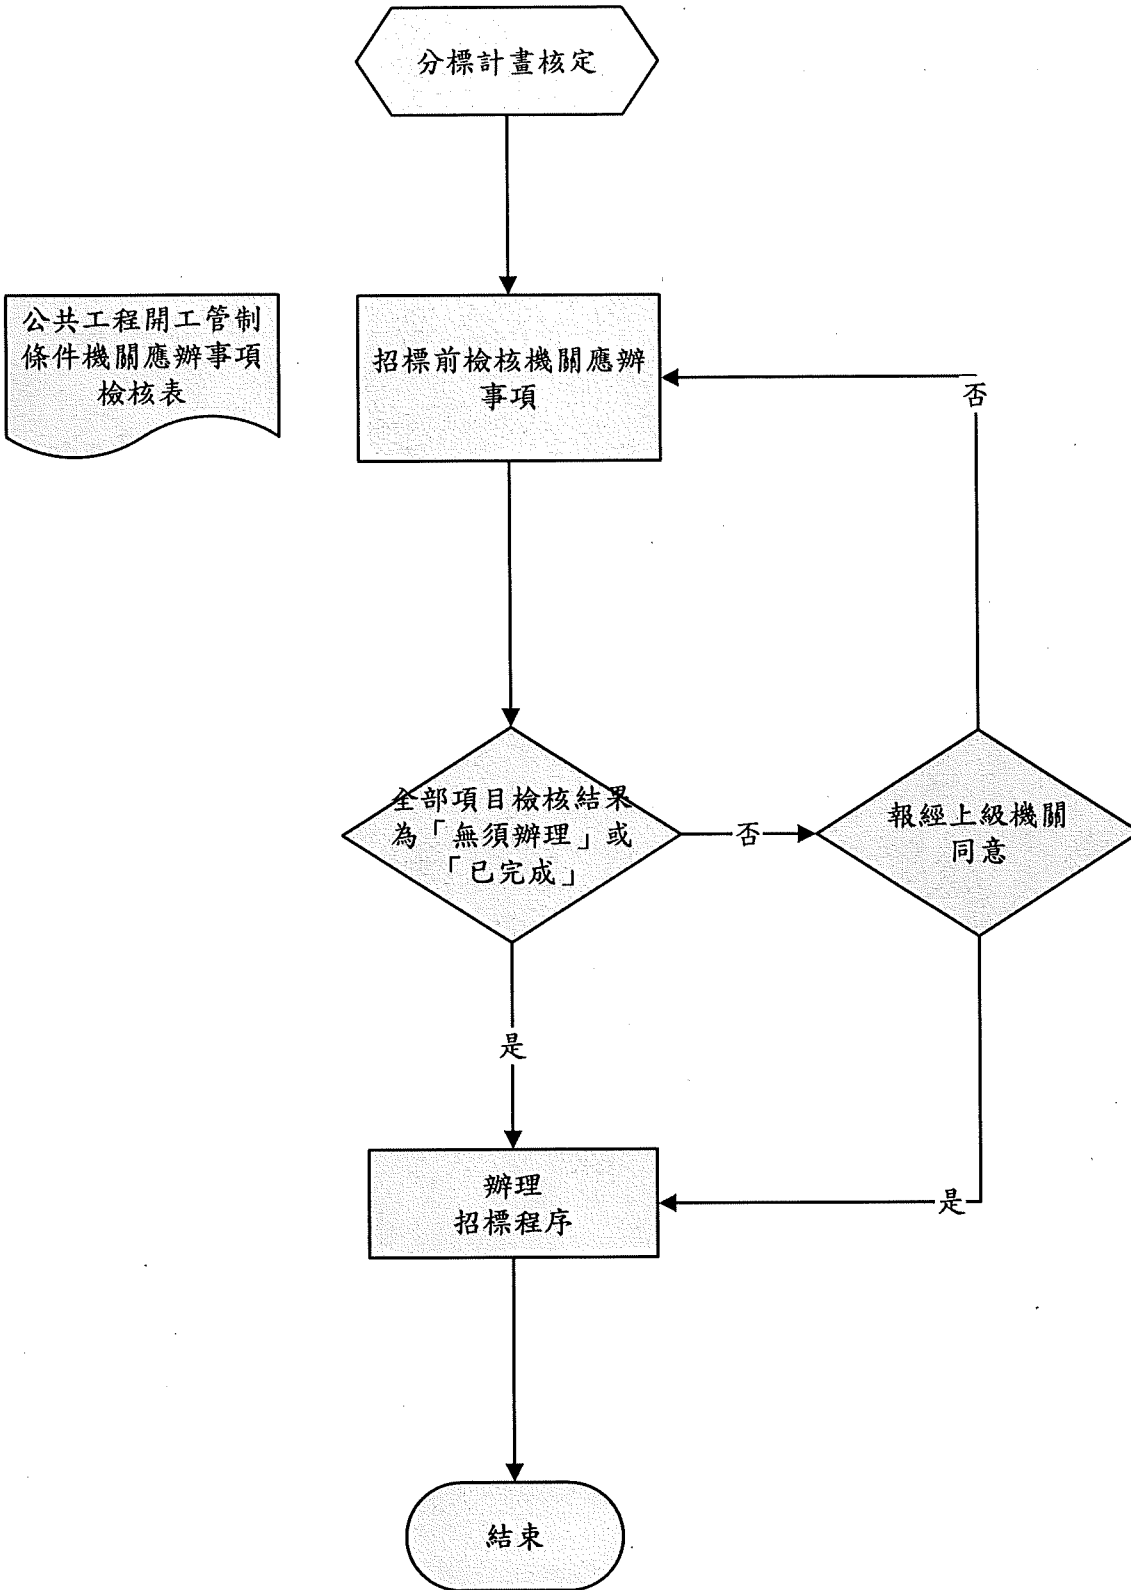 分標計畫核定
公共工程開工管制
條件機關應辦事項
檢核表
招標前檢核機關應辦
事項
否
全部項目檢核結果
為「無須辦理」或
「已完成」
否
報經上級機關
同意
是
辦理
招標程序
是
結束